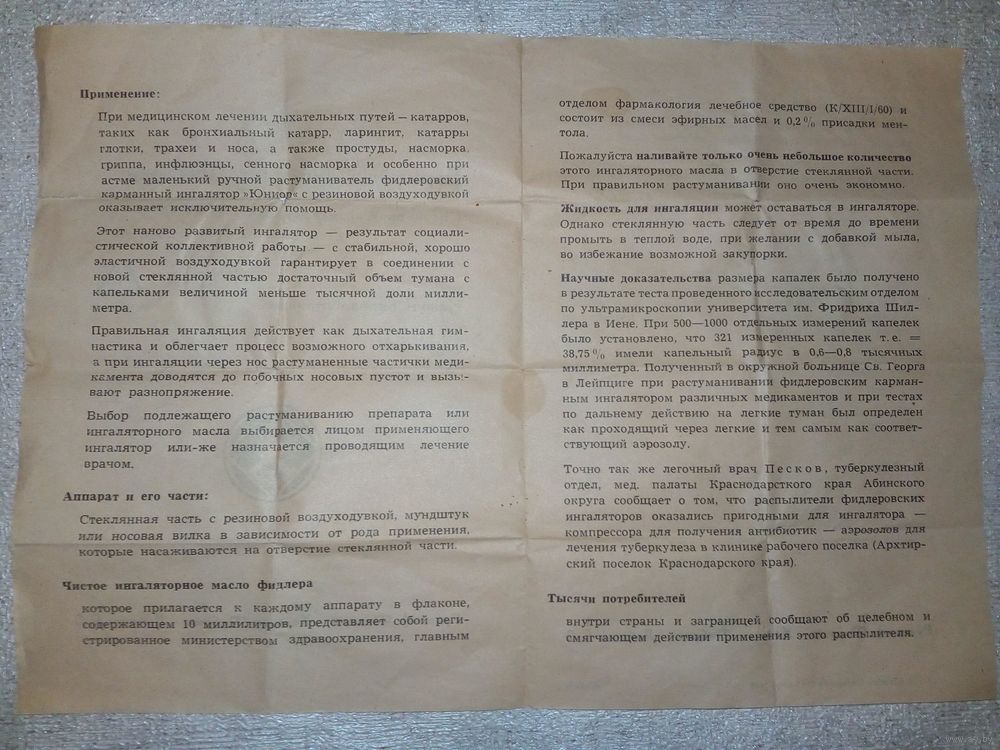 Применение:
При медицинском лечении дыхательных путей — катарров,
таких как бронхиальный катарр, ларингит, катарры
глотки, трахеи и носа, а также простуды, насморка,
гриппа, инфлюэнцы, сенного насморка и особенно при
астме маленький ручной растуманиватель фидлеровский
карманный ингалятор »Юниор« с резиновой воздуходувкой
оказывает исключительную помощь.
Этот наново развитый ингалятор — результат социали-
стической коллективной работы — с стабильной, хорошо
эластичной воздуходувкой гарантирует в соединении с
новой стеклянной частью достаточный объем тумана с
капельками величиной меньше тысячной доли милли-
метра.
Правильная ингаляция действует как дыхательная гим-
настика и облегчает процесс возможного отхаркивания,
а при ингаляции через нос растуманенные частички меди-
камента доводятся до побочных носовых пустот и вызы-
вают разнопряжение.
Выбор подлежащего растуманиванию препарата или
ингаляторного масла выбирается лицом применяющего
ингалятор или-же назначается проводящим лечение
врачом.
Аппарат и его части:
Стеклянная часть с резиновой воздуходувкой, мундштук
или носовая вилка в зависимости от рода применения,
которые насаживаются на отверстие стеклянной части.
Чистое ингаляторное масло фидлера
которое прилагается к каждому аппарату в флаконе,
содержающем 10 миллилитров, представляет собой реги-
стрированное министерством здравоохранения, главным
отделом фармакология лечебное средство (К/XIII/I/60) и
состоит из смеси эфирных масел и 0,2 % присадки мен-
тола.
Пожалуйста наливайте только очень небольшое количество
этого ингаляторного масла в отверстие стеклянной части.
При правильном растуманивании оно очень экономно.
Жидкость для ингаляции может оставаться в ингаляторе.
Однако стеклянную часть следует от время до времени
промыть в теплой воде, при желании с добавкой мыла,
во избежание возможной закупорки.
Научные доказательства размера капалек было получено
в результате теста проведенного исследовательским отделом
по ультрамикроскопии университета им. Фридриха Шил-
лера в Иене. При 500—1000 отдельных измерений капелек
было установлено, что 321 измеренных капелек т. е. =
38,75 % имели капельный радиус в 0,6—0,8 тысячных
миллиметра. Полученный в окружной больнице Св. Георга
в Лейпциге при растуманивании фидлеровским карман-
ным ингалятором различных медикаментов и при тестах
по дальнему действию на легкие туман был определен
как проходящий через легкие и тем самым как соответ-
ствующий аэрозолу.
Точно так же легочный врач Песков, туберкулезный
отдел, мед. палаты Краснодарсткого края Абинского
округа сообщает о том, что распылители фидлеровских
ингаляторов оказались пригодными для ингалятора —
компрессора для получения антибиотик — аэрозолов для
лечения туберкулеза в клинике рабочего поселка (Архтир-
ский поселок Краснодарского края).
Тысячи потребителей
внутри страны и заграницей сообщают об целебном и
смягчающем действии применения этого распылителя.